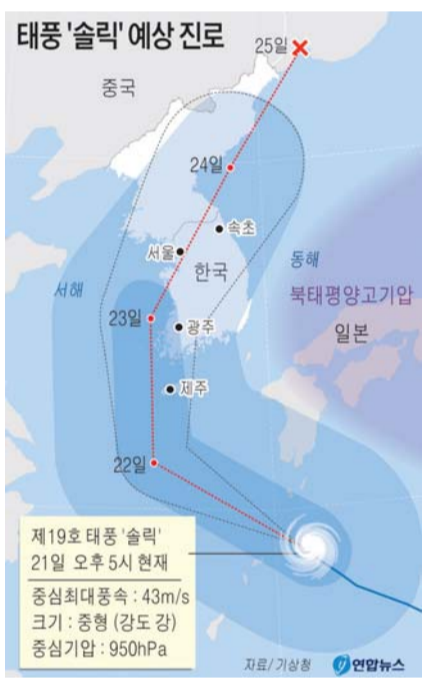 태풍 '솔릭' 예상 진로
25일
중국
24일
속초
서울
한국
동해
서해
북태평양고기압
23일
광주
일본
제주
22일
제19호 태풍 '솔릭'
21일 오후 5시 현재
중심최대풍속 : 43m/s
크기 : 중형 (강도 강)
중심기압 : 950hPa
자료/기상청
연합뉴스